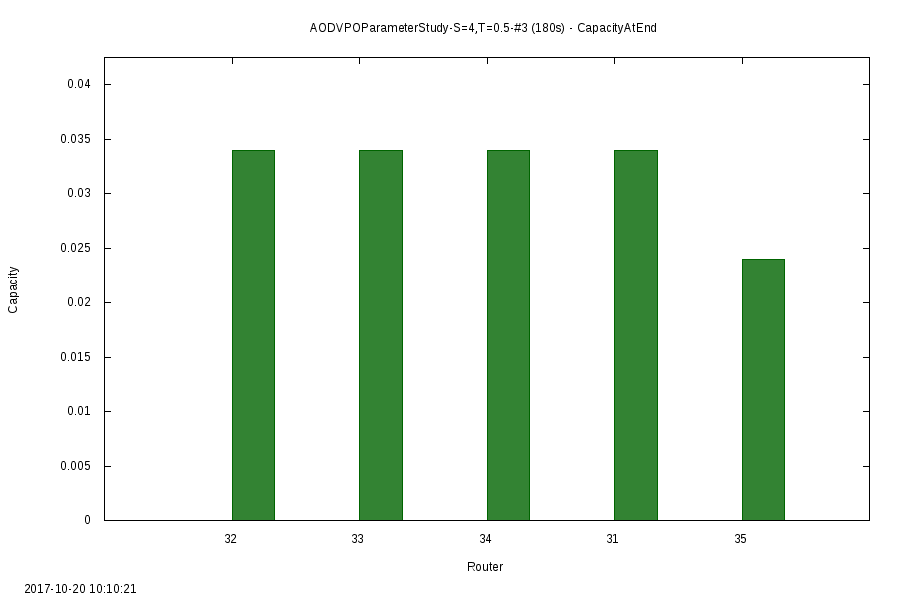 AODVPOParameterStudy-S=4,T=0.5-#3 (180s) - CapacityAtEnd
0.04
0.035
0.03
0.025
0.02
0.015
0.01
0.005
0
Capacity
32 33 34 31 35
Router
2017-10-20 10:10:21